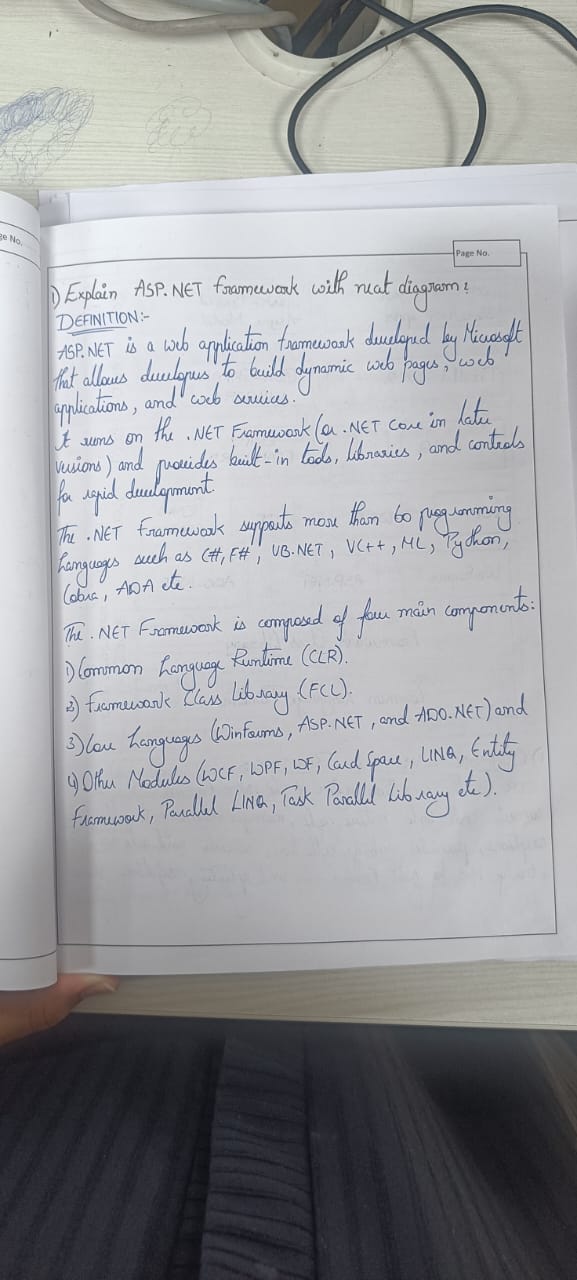 ge No.
Page No.
1) Explain ASP.NET framework with neat diagram?
DEFINITION:-
ASP.NET is a web application framework developed by Microsoft
that allows developers to build dynamic web pages, web
applications, and web services.
it runs on the .NET Framework (or .NET Core in later
versions) and provides built-in tools, libraries, and controls
for rapid development.
The .NET framework supports more than 60 programming
Languages such as C#, F#, VB.NET, VC++, ML, Python,
Cobra, ADA etc.
The .NET Framework is composed of four main components:
1) Common Language Runtime (CLR).
2) framework Class Library (FCL).
3) Core Languages (Winforms, ASP.NET, and ADO.NET) and
4) Other Modules (WCF, WPF, WF, Card Space, LINQ, Entity
framework, Parallel LINQ, Task Parallel Library etc).